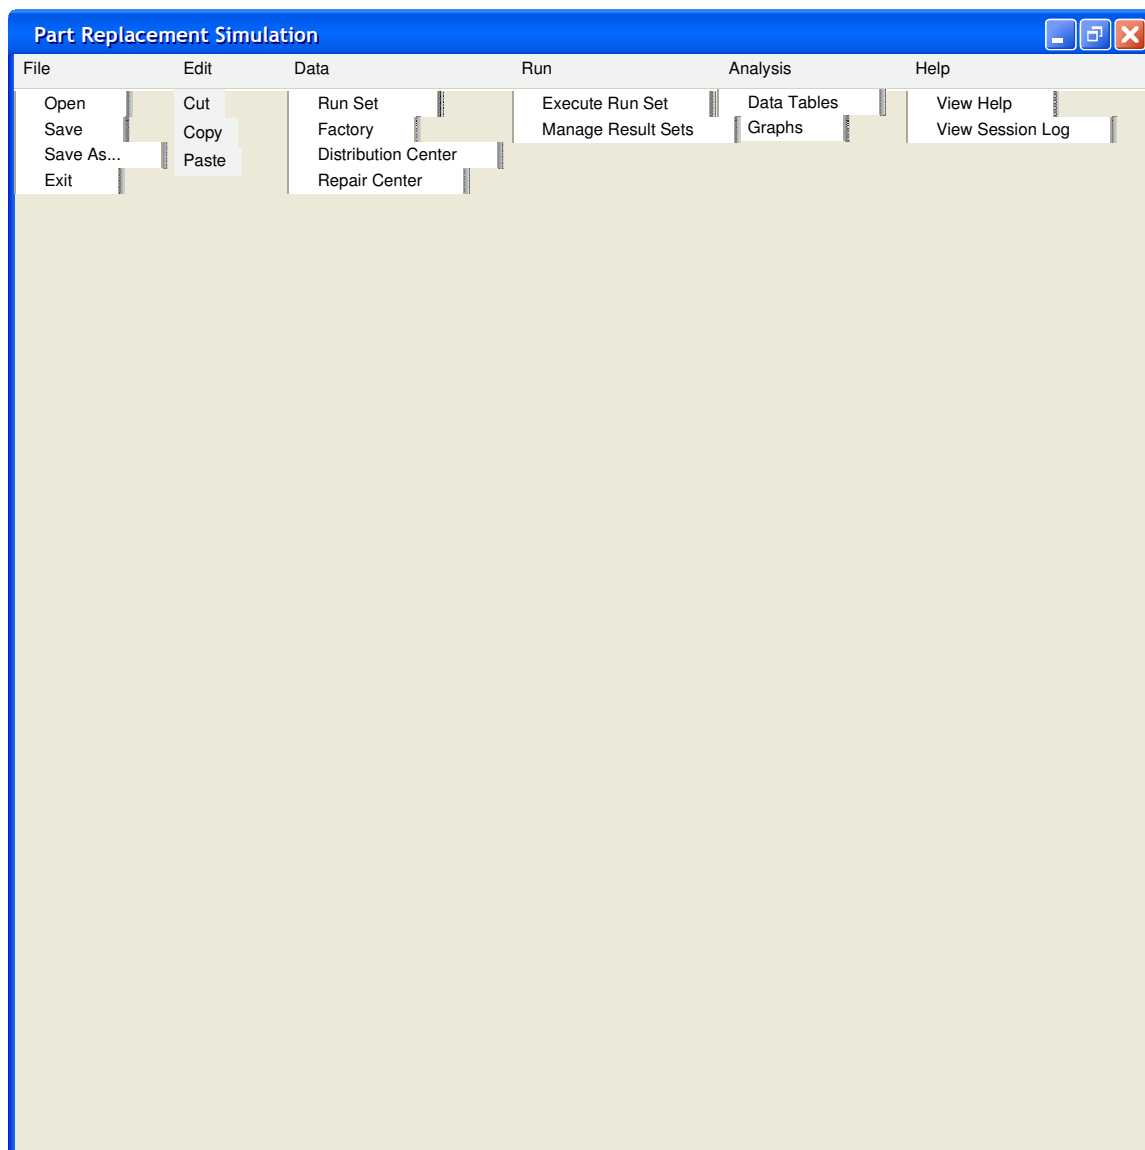 Part Replacement Simulation
File Edit Data Run Analysis Help
Open Cut Run Set Execute Run Set Data Tables View Help
Save Copy Factory Manage Result Sets Graphs View Session Log
Save As... Paste Distribution Center
Exit Repair Center